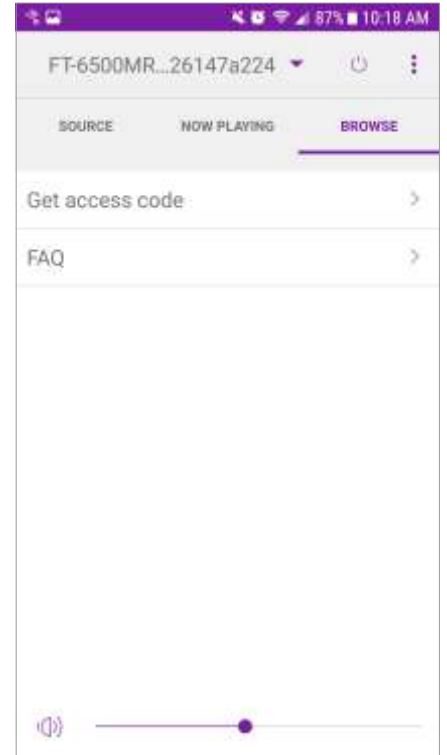 87% 10:18 AM
FT-6500MR...26147a224
SOURCE NOW PLAYING BROWSE
Get access code
FAQ